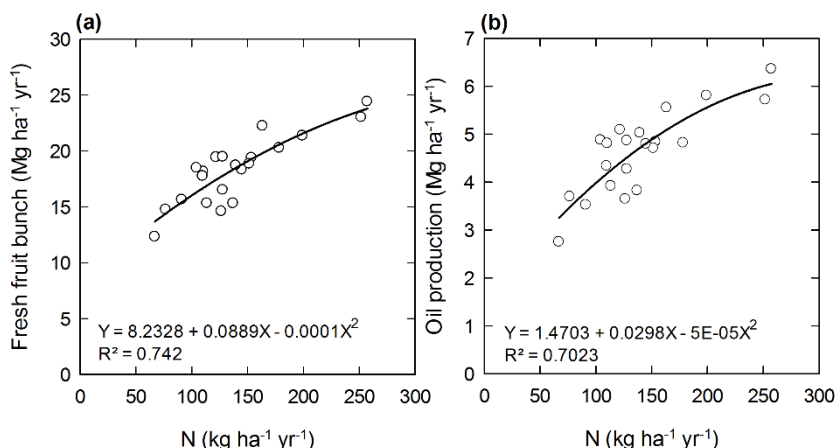 (a)
Fresh fruit bunch (Mg ha⁻¹ yr⁻¹)
30
25
20
15
10
5
0
Y = 8.2328 + 0.0889X - 0.0001X²
R² = 0.742
0 50 100 150 200 250 300
N (kg ha⁻¹ yr⁻¹)
(b)
Oil production (Mg ha⁻¹ yr⁻¹)
7
6
5
4
3
2
1
0
Y = 1.4703 + 0.0298X - 5E-05X²
R² = 0.7023
0 50 100 150 200 250 300
N (kg ha⁻¹ yr⁻¹)